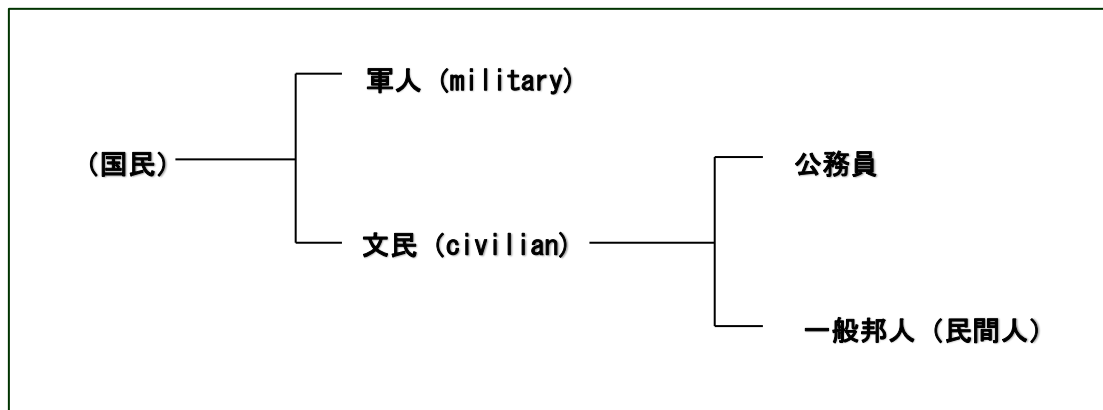 軍人 (military)
(国民)
公務員
文民 (civilian)
一般邦人 (民間人)